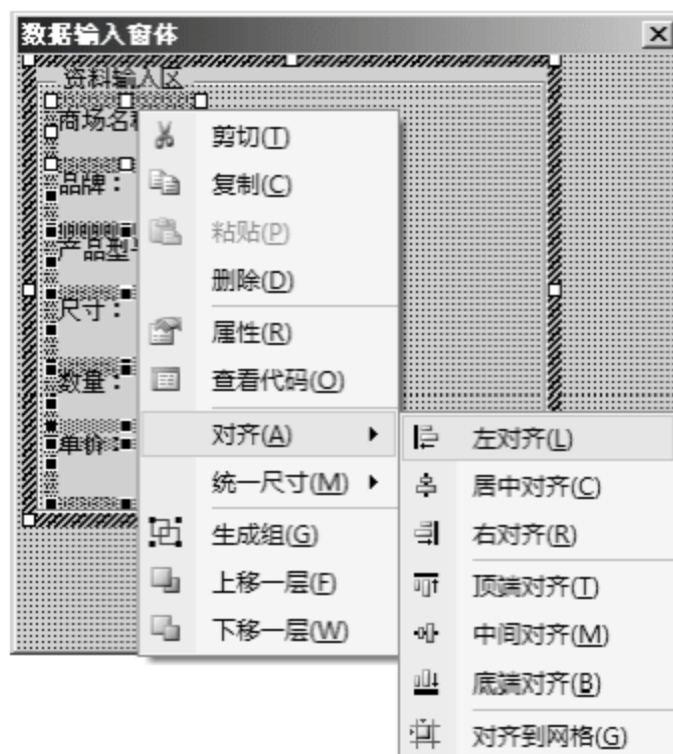 数据输入窗体
资料输入区
商场名
剪切(T)
品牌：
复制(C)
粘贴(P)
产品型
删除(D)
尺寸：
属性(R)
数量：
查看代码(O)
单价：
对齐(A)
左对齐(L)
统一尺寸(M)
居中对齐(C)
生成组(G)
右对齐(R)
上移一层(F)
顶端对齐(T)
下移一层(W)
中间对齐(M)
底端对齐(B)
对齐到网格(G)